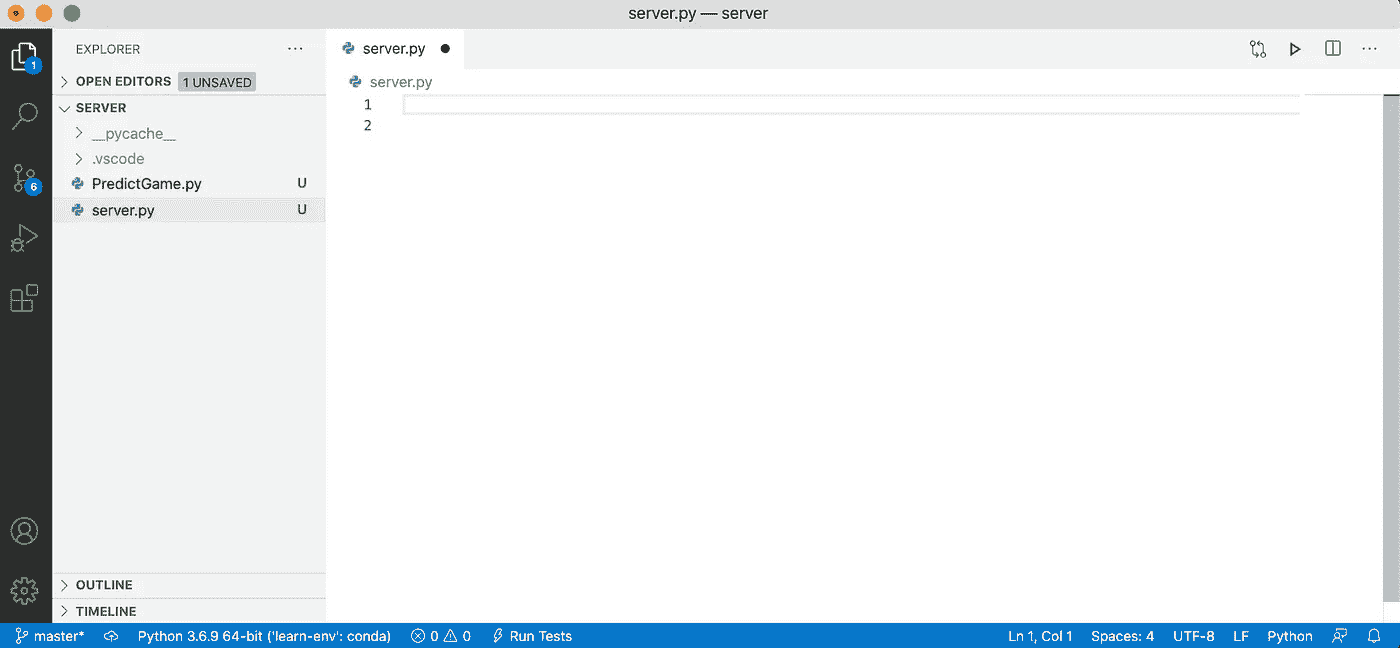 server.py — server
EXPLORER ···
OPEN EDITORS 1 UNSAVED
SERVER
__pycache__
.vscode
PredictGame.py U
server.py U
OUTLINE
TIMELINE
1
6
server.py
server.py
1
2
master* Python 3.6.9 64-bit ('learn-env': conda) 0 0 Run Tests Ln 1, Col 1 Spaces: 4 UTF-8 LF Python